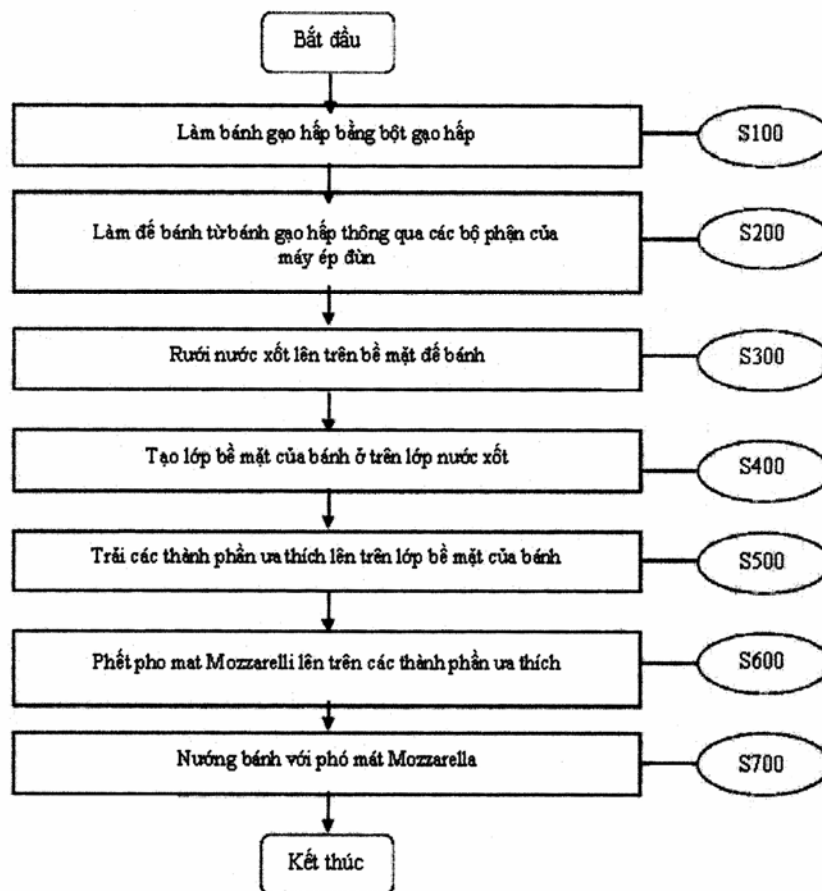 Bắt đầu
Làm bánh gạo hấp bằng bột gạo hấp
S100
Làm đế bánh từ bánh gạo hấp thông qua các bộ phận của
máy ép đùn
S200
Rưới nước xốt lên trên bề mặt đế bánh
S300
Tạo lớp bề mặt của bánh ở trên lớp nước xốt
S400
Trải các thành phần ưa thích lên trên lớp bề mặt của bánh
S500
Phết pho mat Mozzarelli lên trên các thành phần ưa thích
S600
Nướng bánh với phó mát Mozzarella
S700
Kết thúc